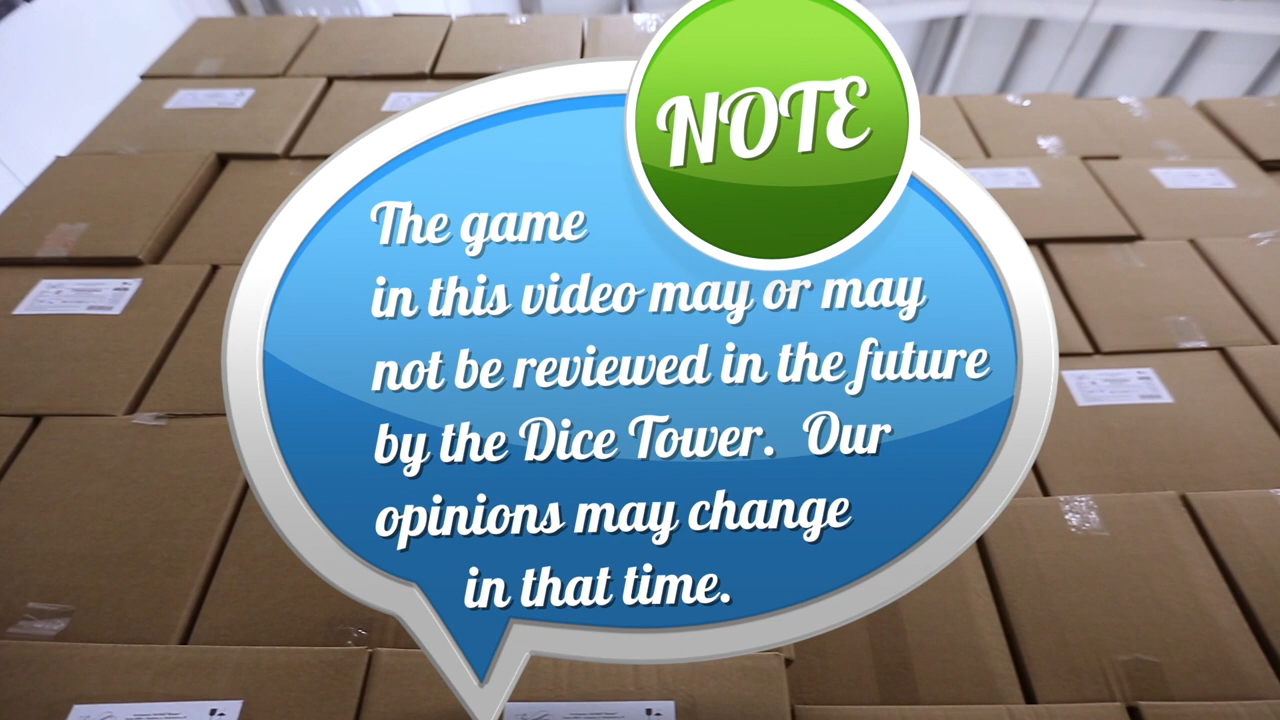 NOTE
The game
in this video may or may
not be reviewed in the future
by the Dice Tower. Our
opinions may change
in that time.